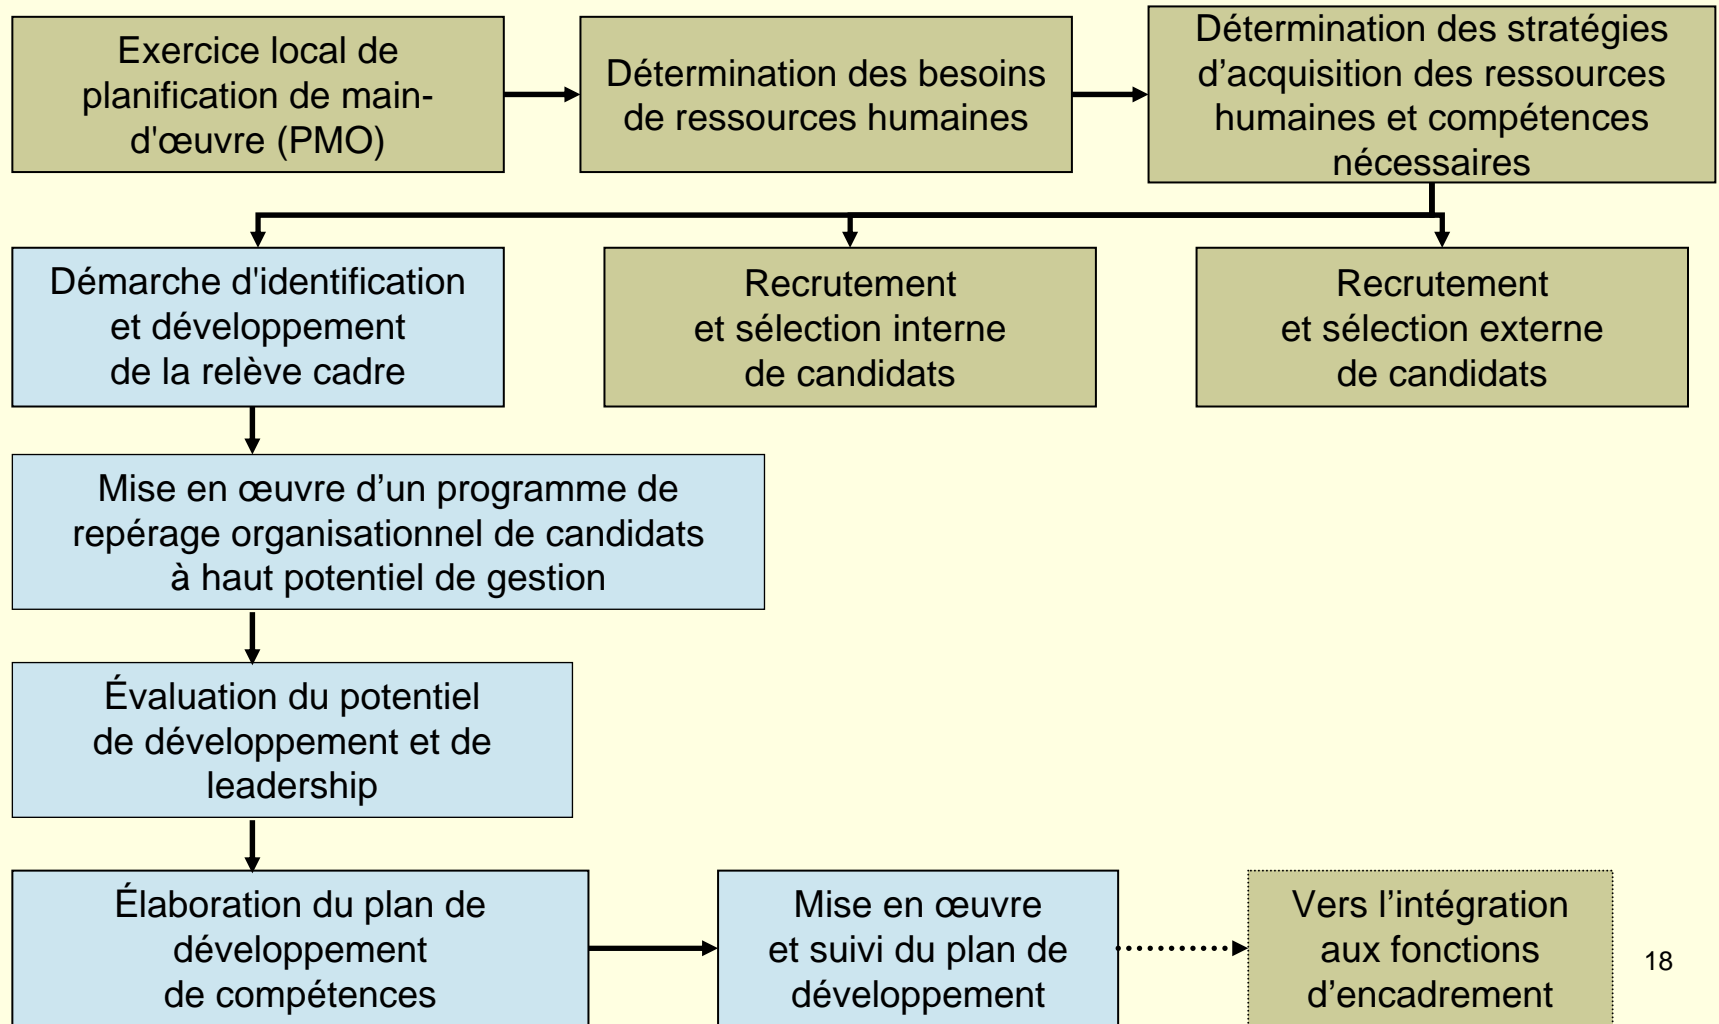 Exercice local de
planification de main-
d'œuvre (PMO)
Détermination des besoins
de ressources humaines
Détermination des stratégies
d’acquisition des ressources
humaines et compétences
nécessaires
Démarche d'identification
et développement
de la relève cadre
Recrutement
et sélection interne
de candidats
Recrutement
et sélection externe
de candidats
Mise en œuvre d’un programme de
repérage organisationnel de candidats
à haut potentiel de gestion
Évaluation du potentiel
de développement et de
leadership
Élaboration du plan de
développement
de compétences
Mise en œuvre
et suivi du plan de
développement
Vers l’intégration
aux fonctions
d’encadrement
18